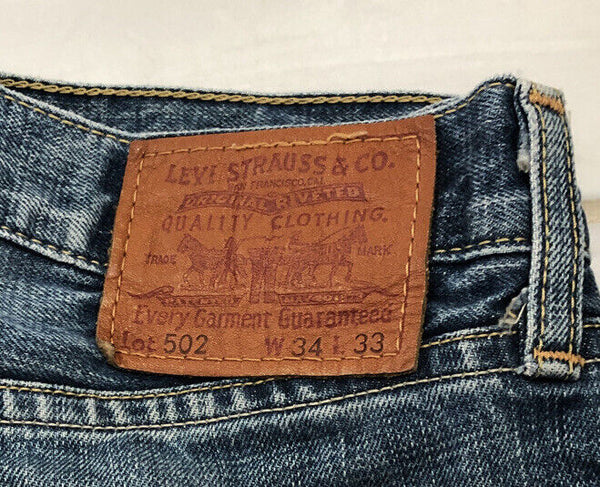 LEVI STRAUSS & CO.
SAN FRANCISCO, CAL.
ORIGINAL RIVETED
QUALITY CLOTHING.
TRADE MARK
Every Garment Guaranteed
Lot 502 W 34 L 33